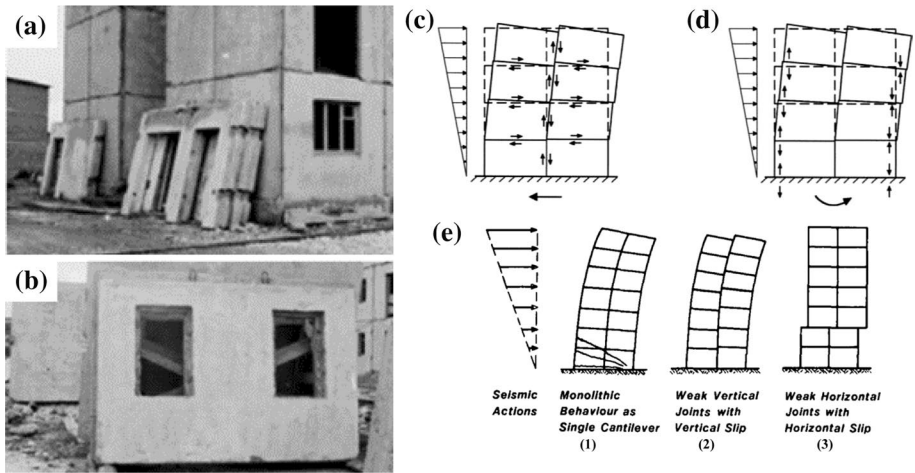 (a)
(b)
(c)
(d)
(e)
Seismic
Actions
Monolithic
Behaviour as
Single Cantilever
(1)
Weak Vertical
Joints with
Vertical Slip
(2)
Weak Horizontal
Joints with
Horizontal Slip
(3)